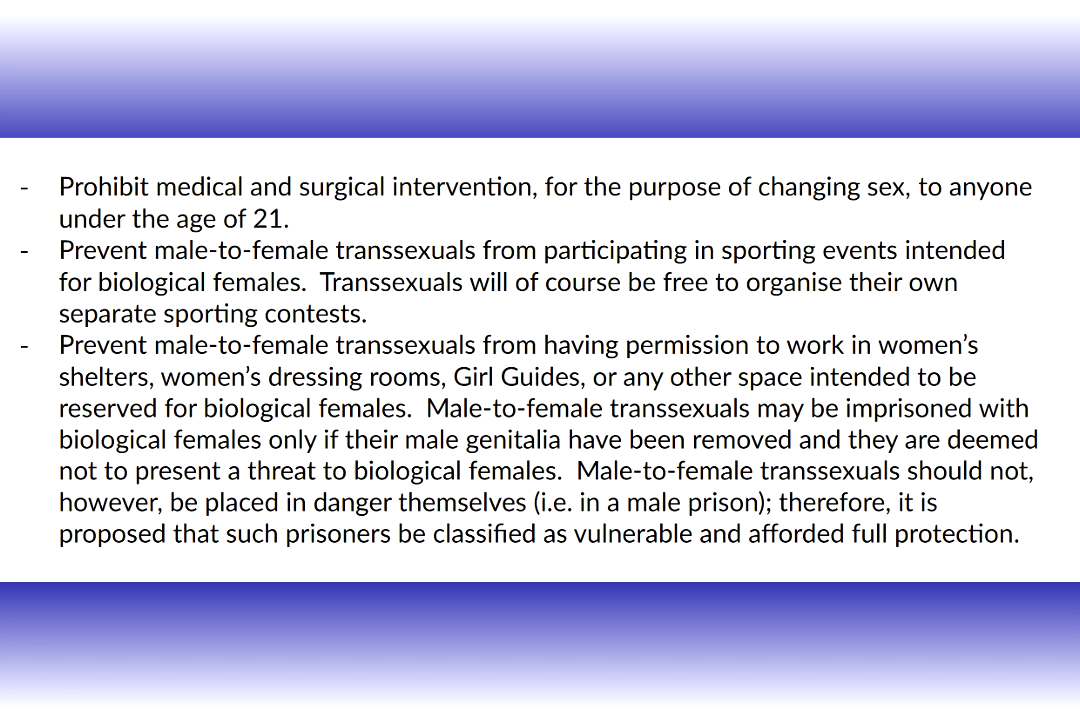 - Prohibit medical and surgical intervention, for the purpose of changing sex, to anyone
under the age of 21.
- Prevent male-to-female transsexuals from participating in sporting events intended
for biological females.  Transsexuals will of course be free to organise their own
separate sporting contests.
- Prevent male-to-female transsexuals from having permission to work in women’s
shelters, women’s dressing rooms, Girl Guides, or any other space intended to be
reserved for biological females.  Male-to-female transsexuals may be imprisoned with
biological females only if their male genitalia have been removed and they are deemed
not to present a threat to biological females.  Male-to-female transsexuals should not,
however, be placed in danger themselves (i.e. in a male prison); therefore, it is
proposed that such prisoners be classified as vulnerable and afforded full protection.